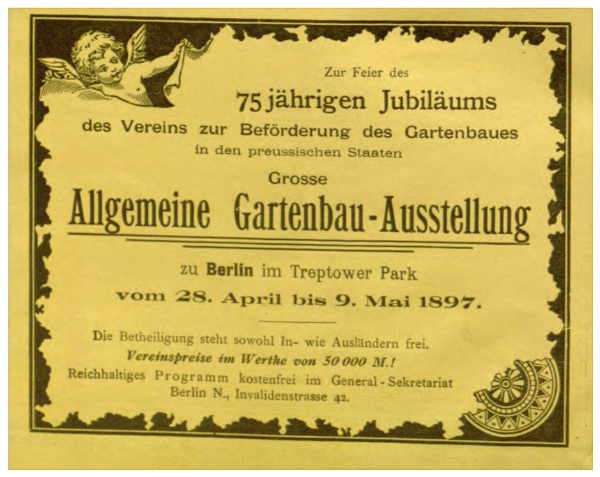 Zur Feier des
75 jährigen Jubiläums
des Vereins zur Beförderung des Gartenbaues
in den preussischen Staaten
Grosse
Allgemeine Gartenbau-Ausstellung
zu Berlin im Treptower Park
vom 28. April bis 9. Mai 1897.
Die Betheiligung steht sowohl In- wie Ausländern frei.
Vereinspreise im Werthe von 50 000 M.!
Reichhaltiges Programm kostenfrei im General-Sekretariat
Berlin N., Invalidenstrasse 42.